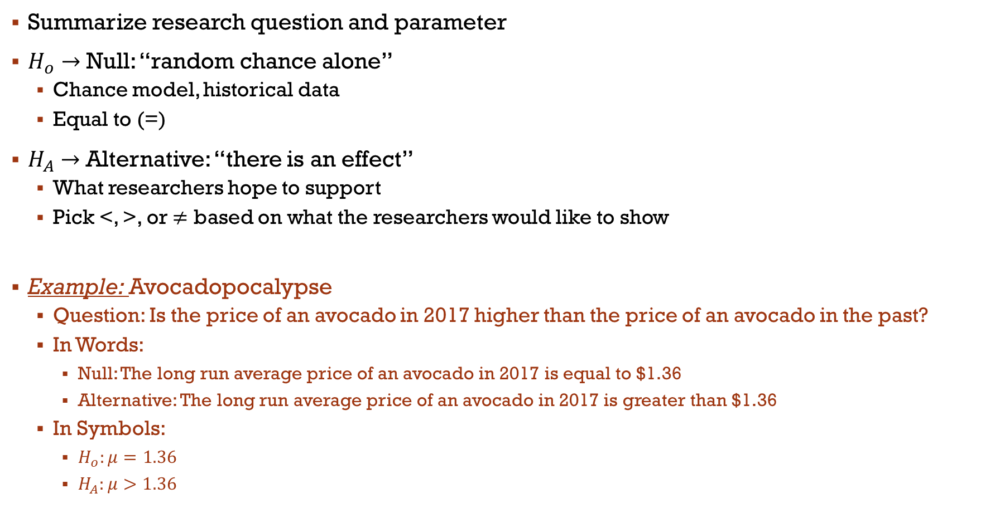 ▪ Summarize research question and parameter
▪ H₀ → Null: “random chance alone”
▪ Chance model, historical data
▪ Equal to (=)
▪ H_A → Alternative: “there is an effect”
▪ What researchers hope to support
▪ Pick <, >, or ≠ based on what the researchers would like to show
▪ Example: Avocadopocalypse
▪ Question: Is the price of an avocado in 2017 higher than the price of an avocado in the past?
▪ In Words:
▪ Null: The long run average price of an avocado in 2017 is equal to $1.36
▪ Alternative: The long run average price of an avocado in 2017 is greater than $1.36
▪ In Symbols:
▪ H₀: μ = 1.36
▪ H_A: μ > 1.36